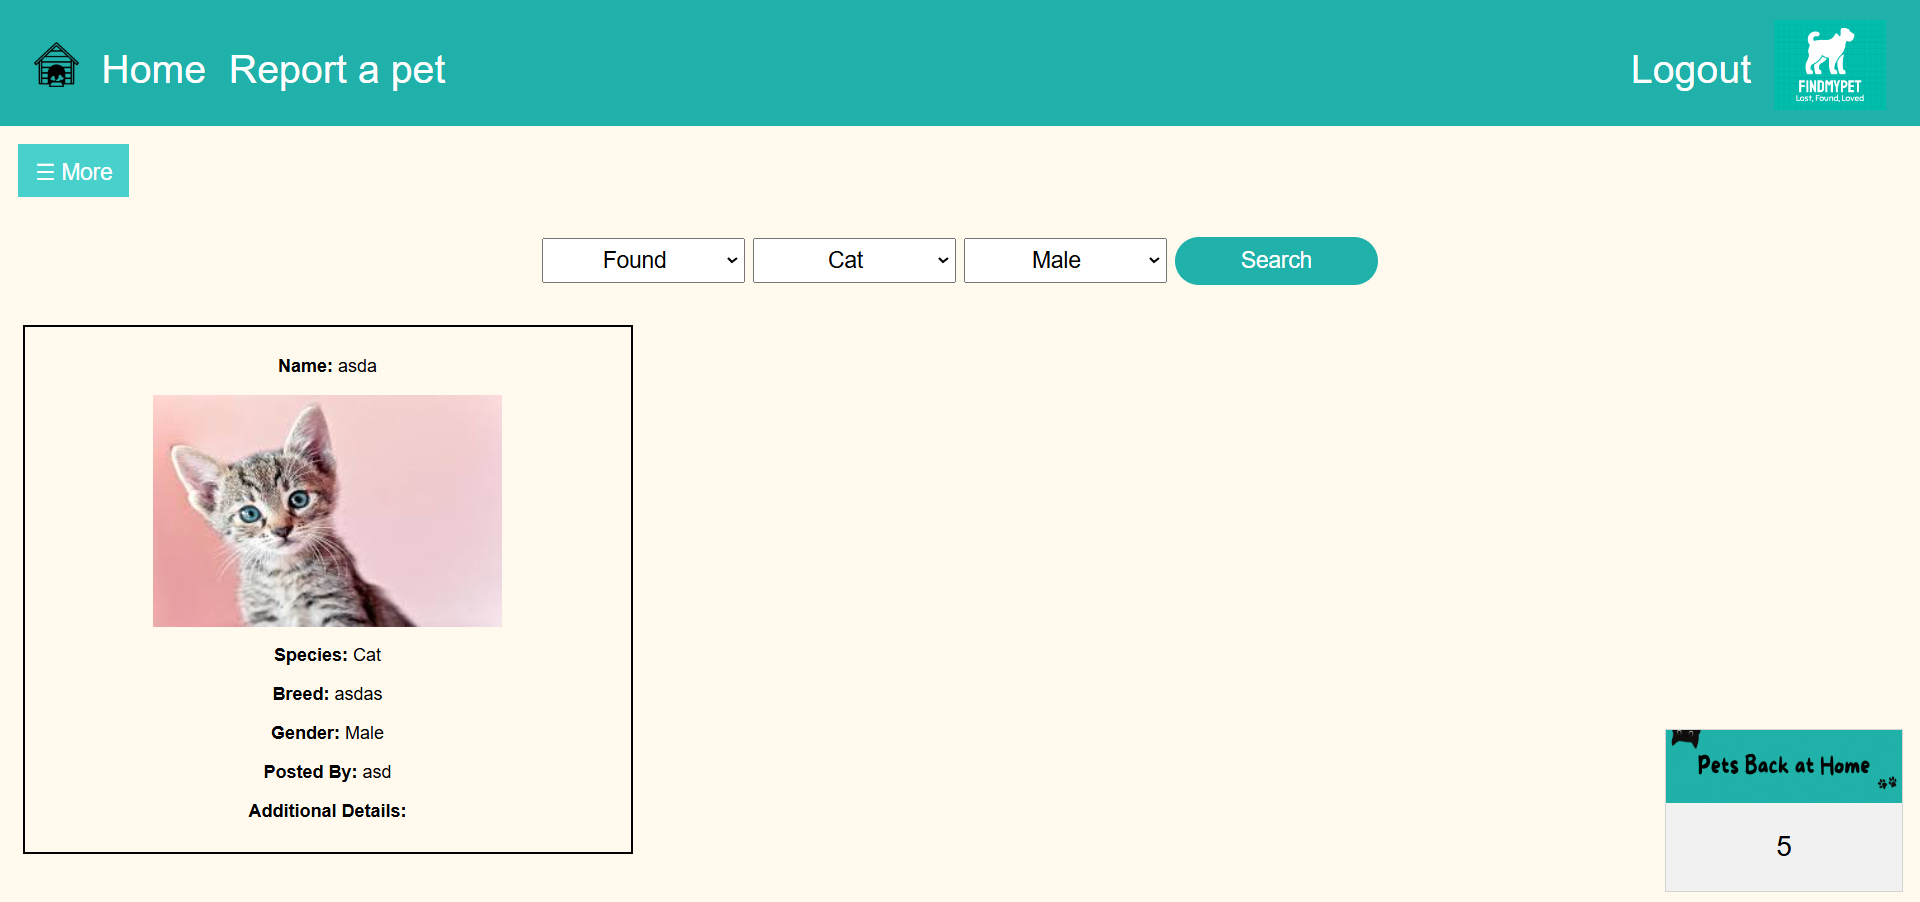 Home Report a pet Logout
FINDMYPET
Lost, Found, Loved
☰ More
Found Cat Male Search
Name: asda
Species: Cat
Breed: asdas
Gender: Male
Posted By: asd
Additional Details:
Pets Back at Home
5